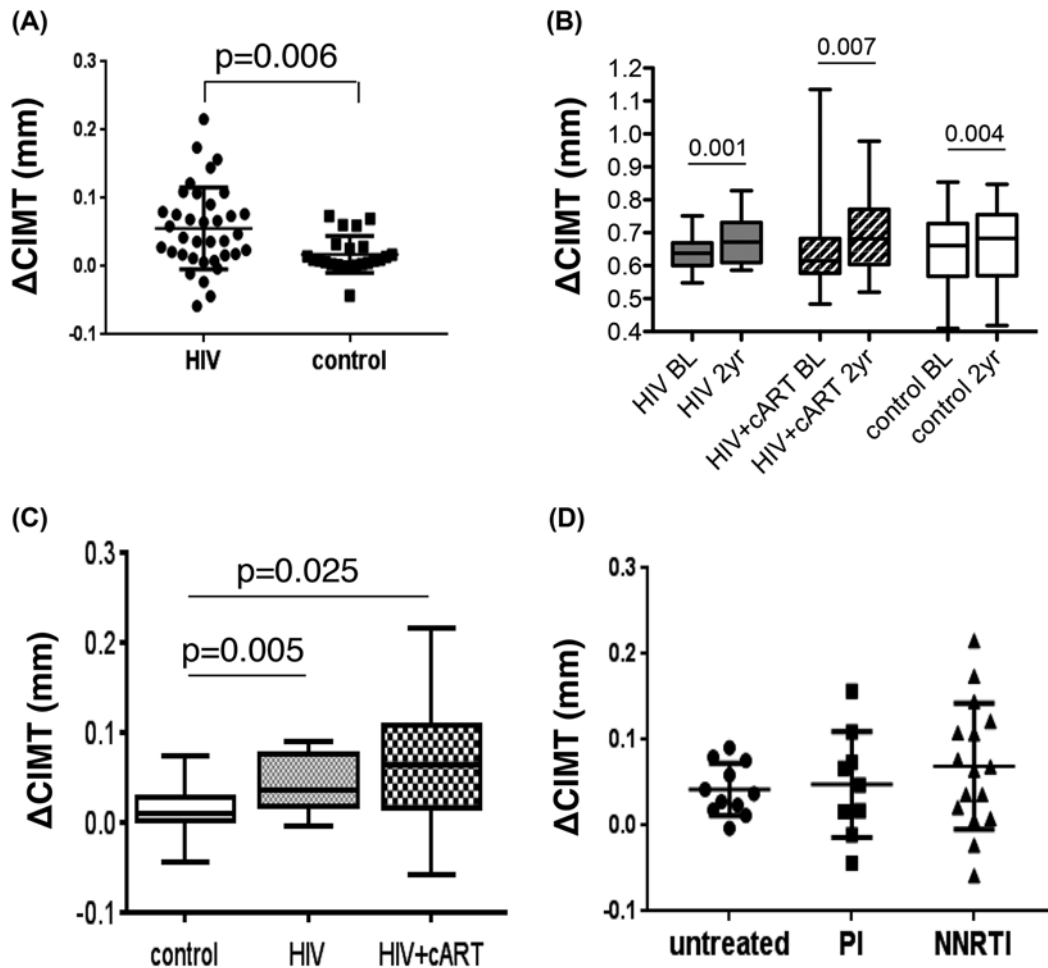 (A)
p=0.006
ΔCIMT (mm)
0.3
0.2
0.1
0.0
-0.1
HIV control
(B)
0.007
0.001
0.004
ΔCIMT (mm)
1.2
1.1
1.0
0.9
0.8
0.7
0.6
0.5
0.4
HIV BL
HIV 2yr
HIV+cART BL
HIV+cART 2yr
control BL
control 2yr
(C)
p=0.025
p=0.005
ΔCIMT (mm)
0.3
0.2
0.1
0.0
-0.1
control HIV HIV+cART
(D)
ΔCIMT (mm)
0.3
0.2
0.1
0.0
-0.1
untreated PI NNRTI